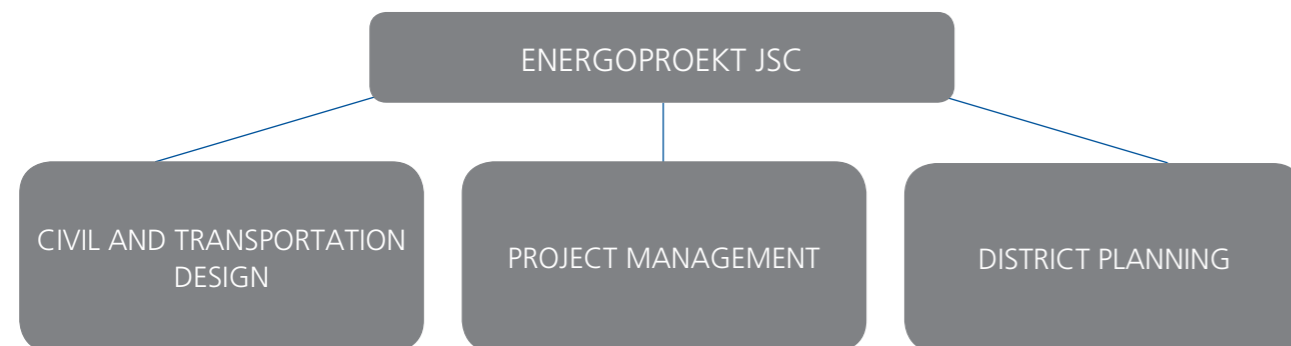 ENERGOPROEKT JSC
CIVIL AND TRANSPORTATION
DESIGN
PROJECT MANAGEMENT
DISTRICT PLANNING